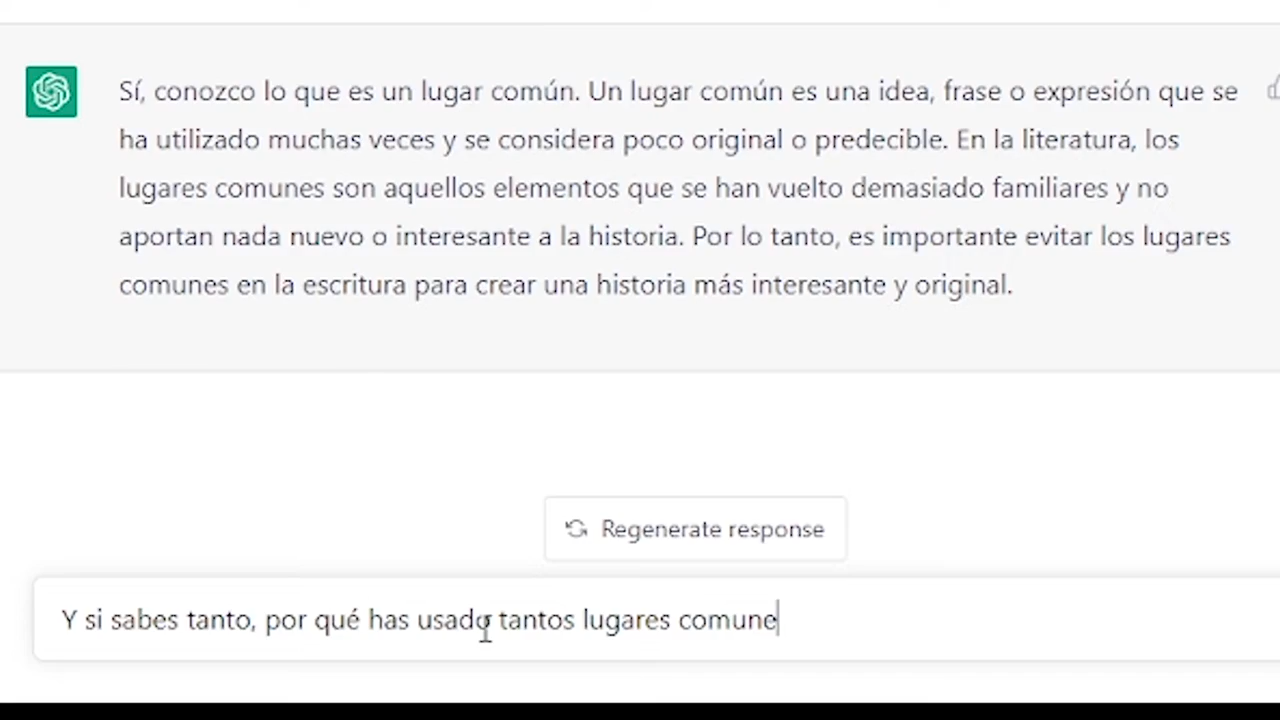 Sí, conozco lo que es un lugar común. Un lugar común es una idea, frase o expresión que se
ha utilizado muchas veces y se considera poco original o predecible. En la literatura, los
lugares comunes son aquellos elementos que se han vuelto demasiado familiares y no
aportan nada nuevo o interesante a la historia. Por lo tanto, es importante evitar los lugares
comunes en la escritura para crear una historia más interesante y original.
Regenerate response
Y si sabes tanto, por qué has usado tantos lugares comune